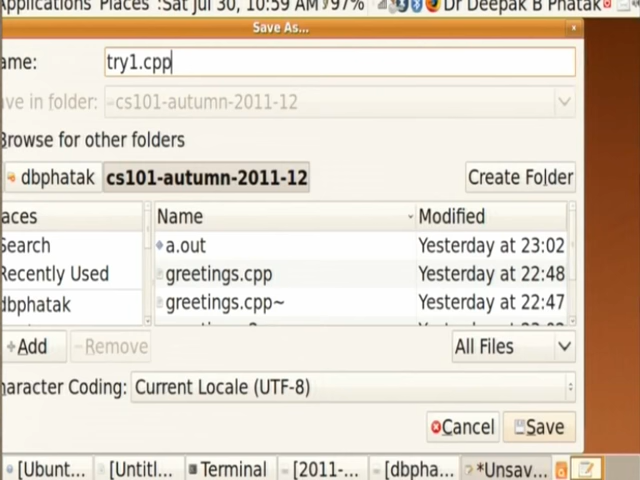 Applications Places :Sat Jul 30, 10:59 AM 97% Dr Deepak B Phatak
Save As...
ame: try1.cpp
ve in folder: cs101-autumn-2011-12
Browse for other folders
dbphatak cs101-autumn-2011-12 Create Folder
aces Name Modified
Search a.out Yesterday at 23:02
Recently Used greetings.cpp Yesterday at 22:48
dbphatak greetings.cpp~ Yesterday at 22:47
Add Remove All Files
haracter Coding: Current Locale (UTF-8)
Cancel Save
[Ubunt... [Untitl... Terminal [2011-... [dbpha... *Unsav...